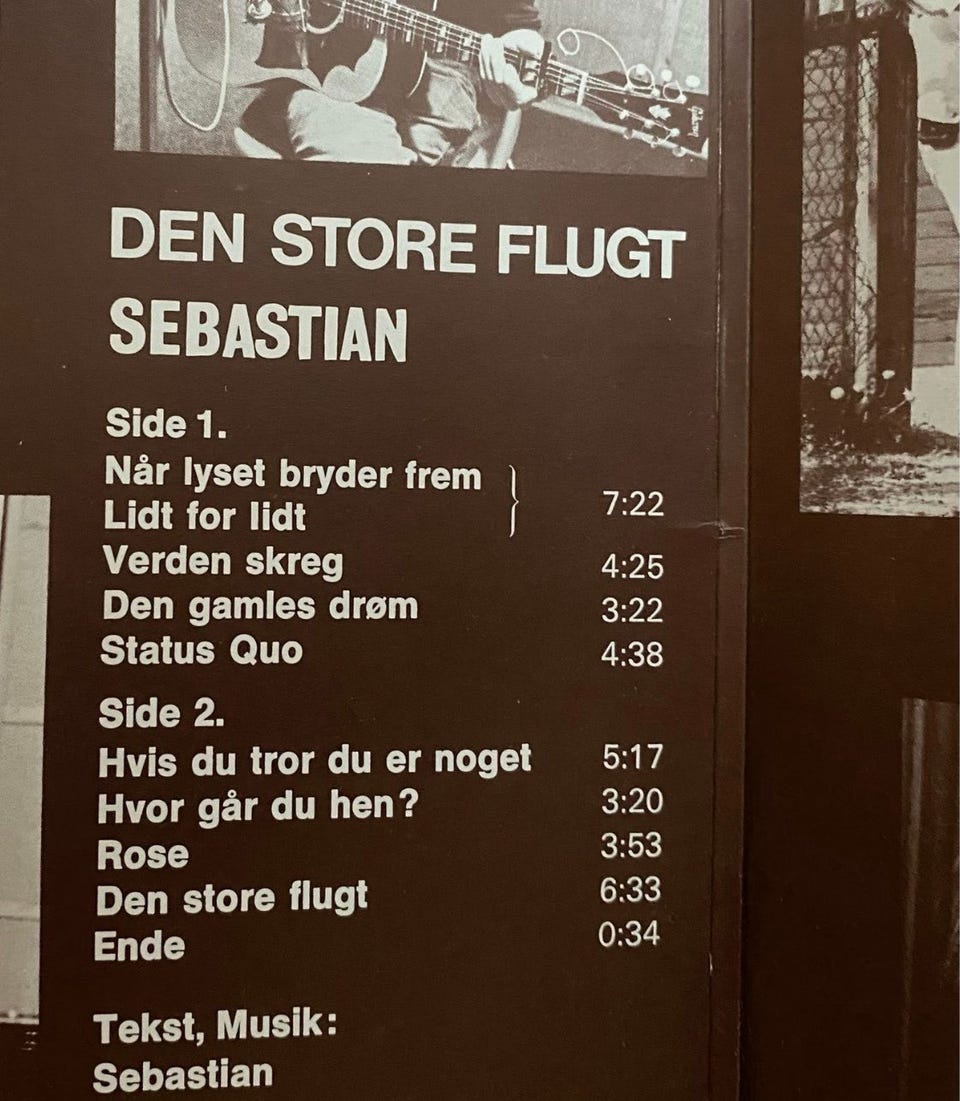 DEN STORE FLUGT
SEBASTIAN
Side 1.
Når lyset bryder frem
Lidt for lidt } 7:22
Verden skreg 4:25
Den gamles drøm 3:22
Status Quo 4:38
Side 2.
Hvis du tror du er noget 5:17
Hvor går du hen? 3:20
Rose 3:53
Den store flugt 6:33
Ende 0:34
Tekst, Musik:
Sebastian